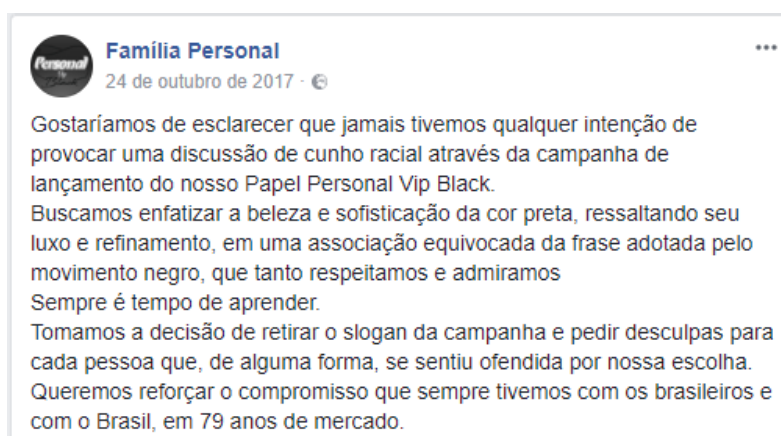 Personal
Vip
Família Personal
24 de outubro de 2017
Gostaríamos de esclarecer que jamais tivemos qualquer intenção de
provocar uma discussão de cunho racial através da campanha de
lançamento do nosso Papel Personal Vip Black.
Buscamos enfatizar a beleza e sofisticação da cor preta, ressaltando seu
luxo e refinamento, em uma associação equivocada da frase adotada pelo
movimento negro, que tanto respeitamos e admiramos
Sempre é tempo de aprender.
Tomamos a decisão de retirar o slogan da campanha e pedir desculpas para
cada pessoa que, de alguma forma, se sentiu ofendida por nossa escolha.
Queremos reforçar o compromisso que sempre tivemos com os brasileiros e
com o Brasil, em 79 anos de mercado.